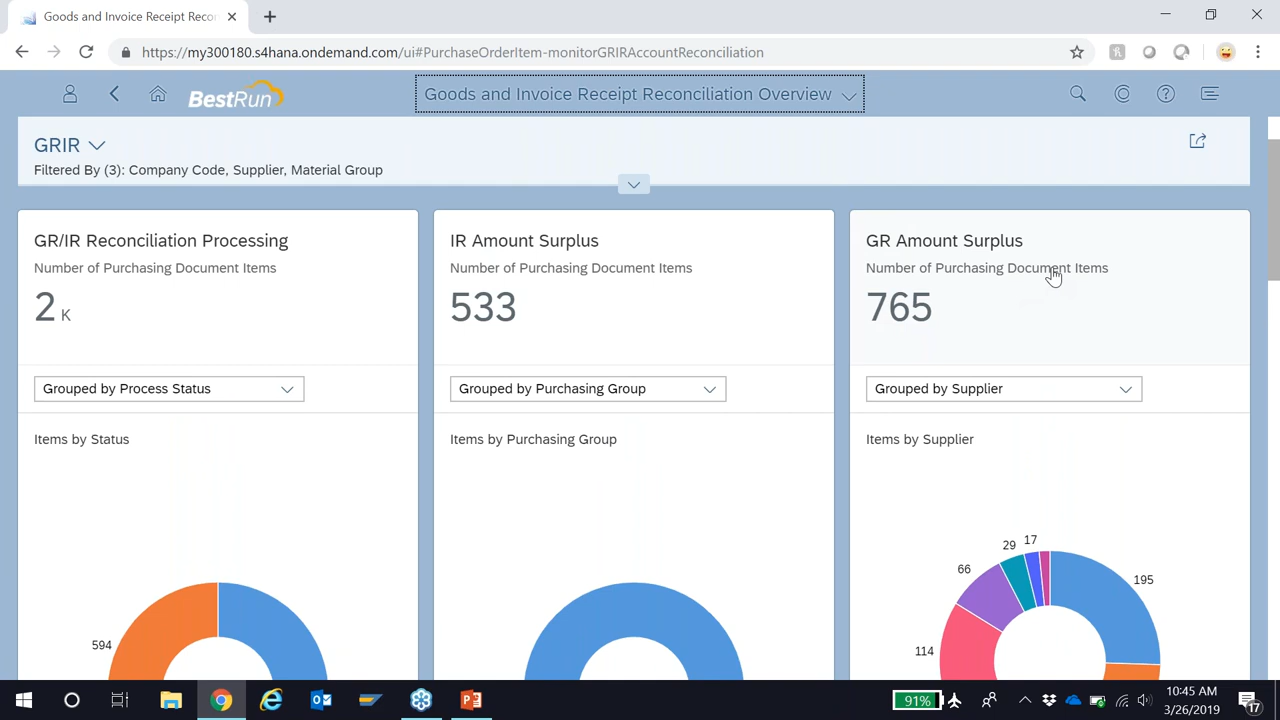 Goods and Invoice Receipt Recon
https://my300180.s4hana.ondemand.com/ui#PurchaseOrderItem-monitorGRIRAccountReconciliation
BestRun
Goods and Invoice Receipt Reconciliation Overview
GRIR
Filtered By (3): Company Code, Supplier, Material Group
GR/IR Reconciliation Processing
Number of Purchasing Document Items
2 K
Grouped by Process Status
Items by Status
594
IR Amount Surplus
Number of Purchasing Document Items
533
Grouped by Purchasing Group
Items by Purchasing Group
GR Amount Surplus
Number of Purchasing Document Items
765
Grouped by Supplier
Items by Supplier
17
29
66
195
114
91%
10:45 AM
3/26/2019
17